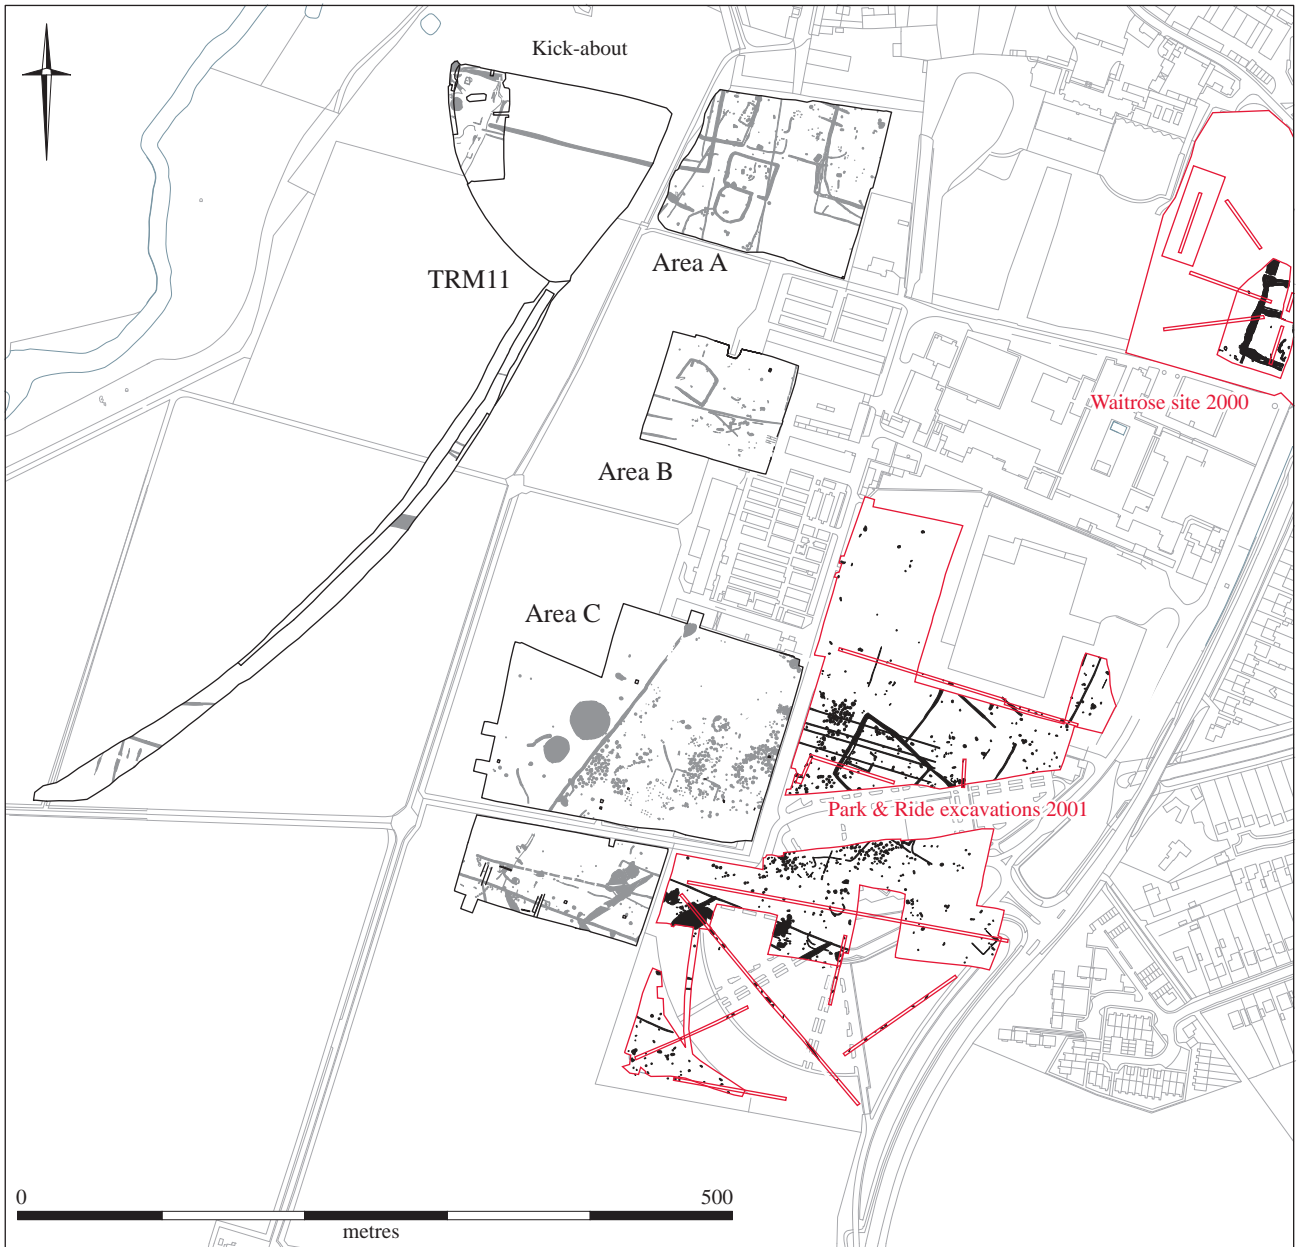 Kick-about
Area A
TRM11
Waitrose site 2000
Area B
Area C
Park & Ride excavations 2001
0
500
metres